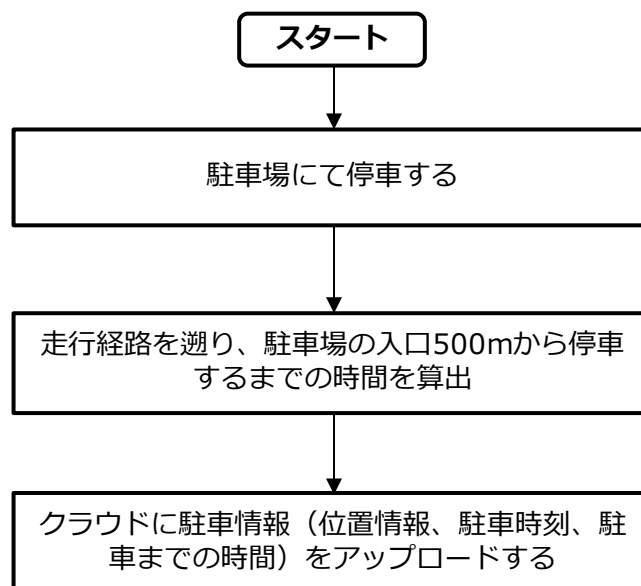 スタート
駐車場にて停車する
走行経路を遡り、駐車場の入口500mから停車
するまでの時間を算出
クラウドに駐車情報（位置情報、駐車時刻、駐
車までの時間）をアップロードする